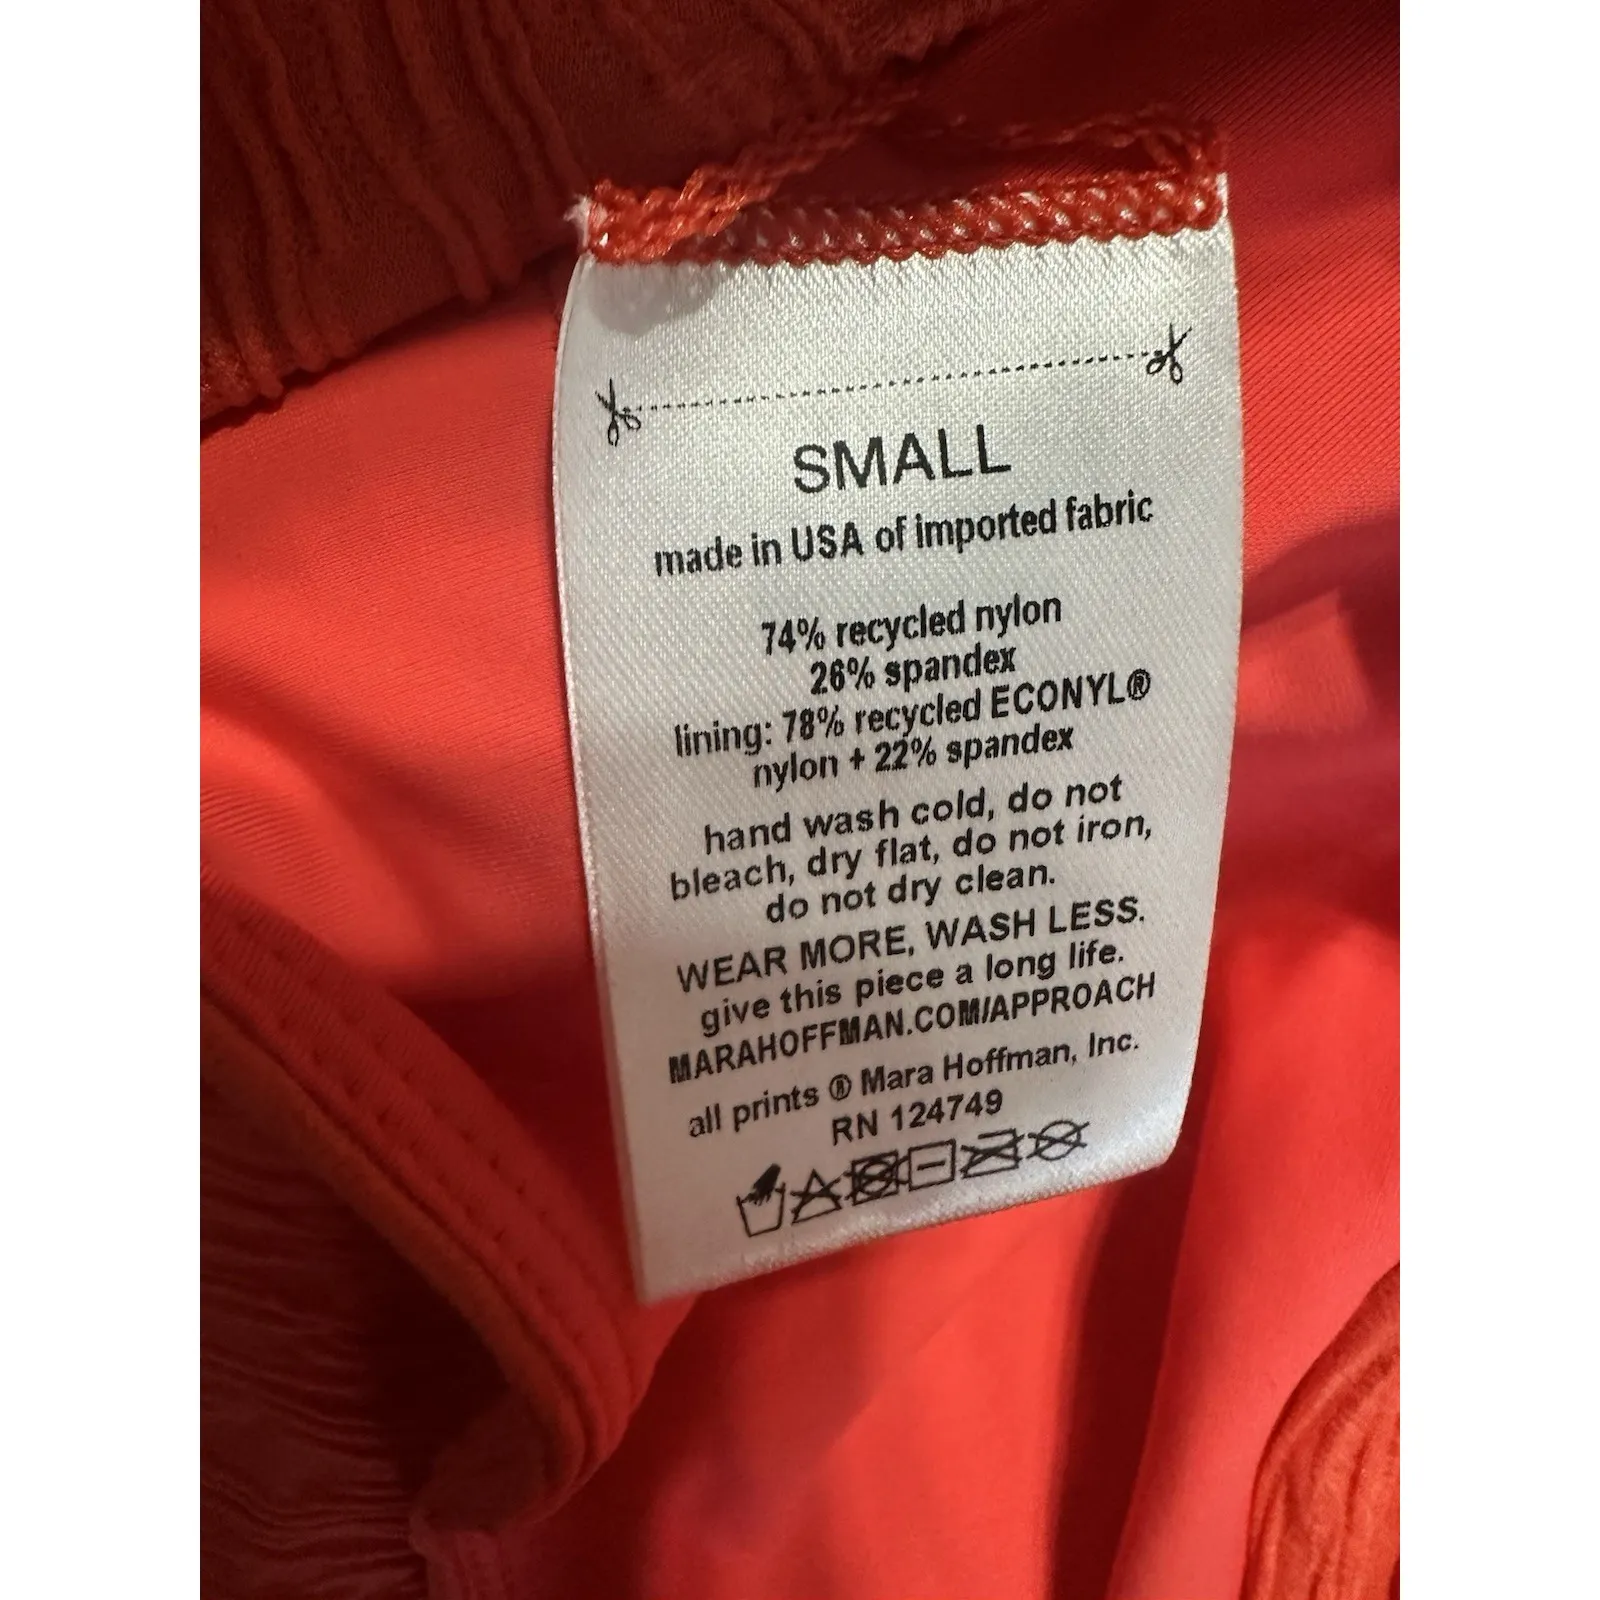 SMALL
made in USA of imported fabric
74% recycled nylon
26% spandex
lining: 78% recycled ECONYL®
nylon + 22% spandex
hand wash cold, do not
bleach, dry flat, do not iron,
do not dry clean.
WEAR MORE, WASH LESS.
give this piece a long life.
MARAHOFFMAN.COM/APPROACH
all prints ® Mara Hoffman, Inc.
RN 124749